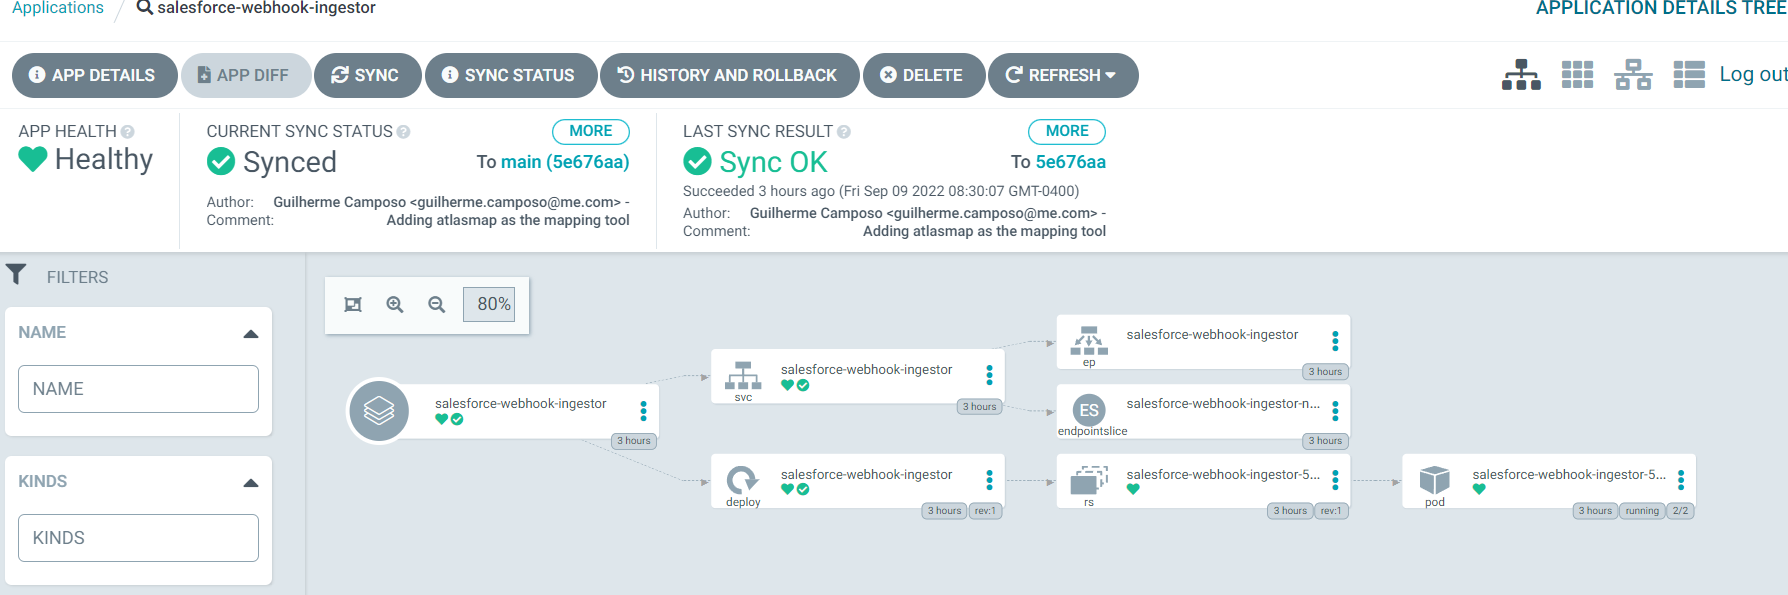 Applications / salesforce-webhook-ingestor
APPLICATION DETAILS TREE
APP DETAILS
APP DIFF
SYNC
SYNC STATUS
HISTORY AND ROLLBACK
DELETE
REFRESH
Log out
APP HEALTH
Healthy
CURRENT SYNC STATUS
MORE
Synced
To main (5e676aa)
Author: Guilherme Camposo <guilherme.camposo@me.com> -
Comment: Adding atlasmap as the mapping tool
LAST SYNC RESULT
MORE
Sync OK
To 5e676aa
Succeeded 3 hours ago (Fri Sep 09 2022 08:30:07 GMT-0400)
Author: Guilherme Camposo <guilherme.camposo@me.com> -
Comment: Adding atlasmap as the mapping tool
FILTERS
NAME
NAME
KINDS
KINDS
80%
salesforce-webhook-ingestor
3 hours
salesforce-webhook-ingestor
svc
3 hours
salesforce-webhook-ingestor
deploy
3 hours rev:1
salesforce-webhook-ingestor
ep
3 hours
ES
salesforce-webhook-ingestor-n...
endpointslice
3 hours
salesforce-webhook-ingestor-5...
rs
3 hours rev:1
salesforce-webhook-ingestor-5...
pod
3 hours running 2/2